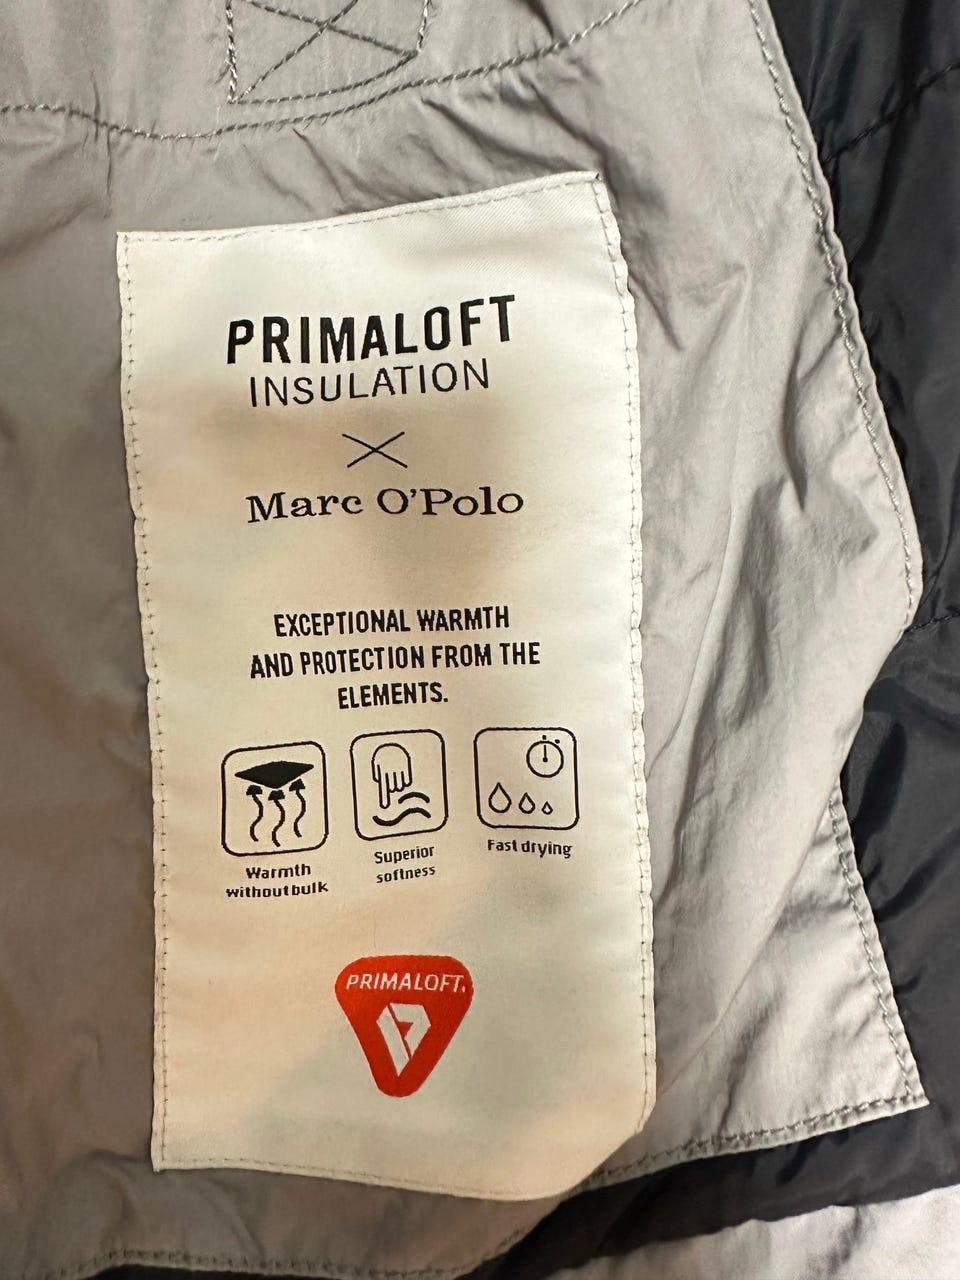 PRIMALOFT
INSULATION
×
Marc O'Polo
EXCEPTIONAL WARMTH
AND PROTECTION FROM THE
ELEMENTS.
Warmth
without bulk
Superior
softness
Fast drying
PRIMALOFT.